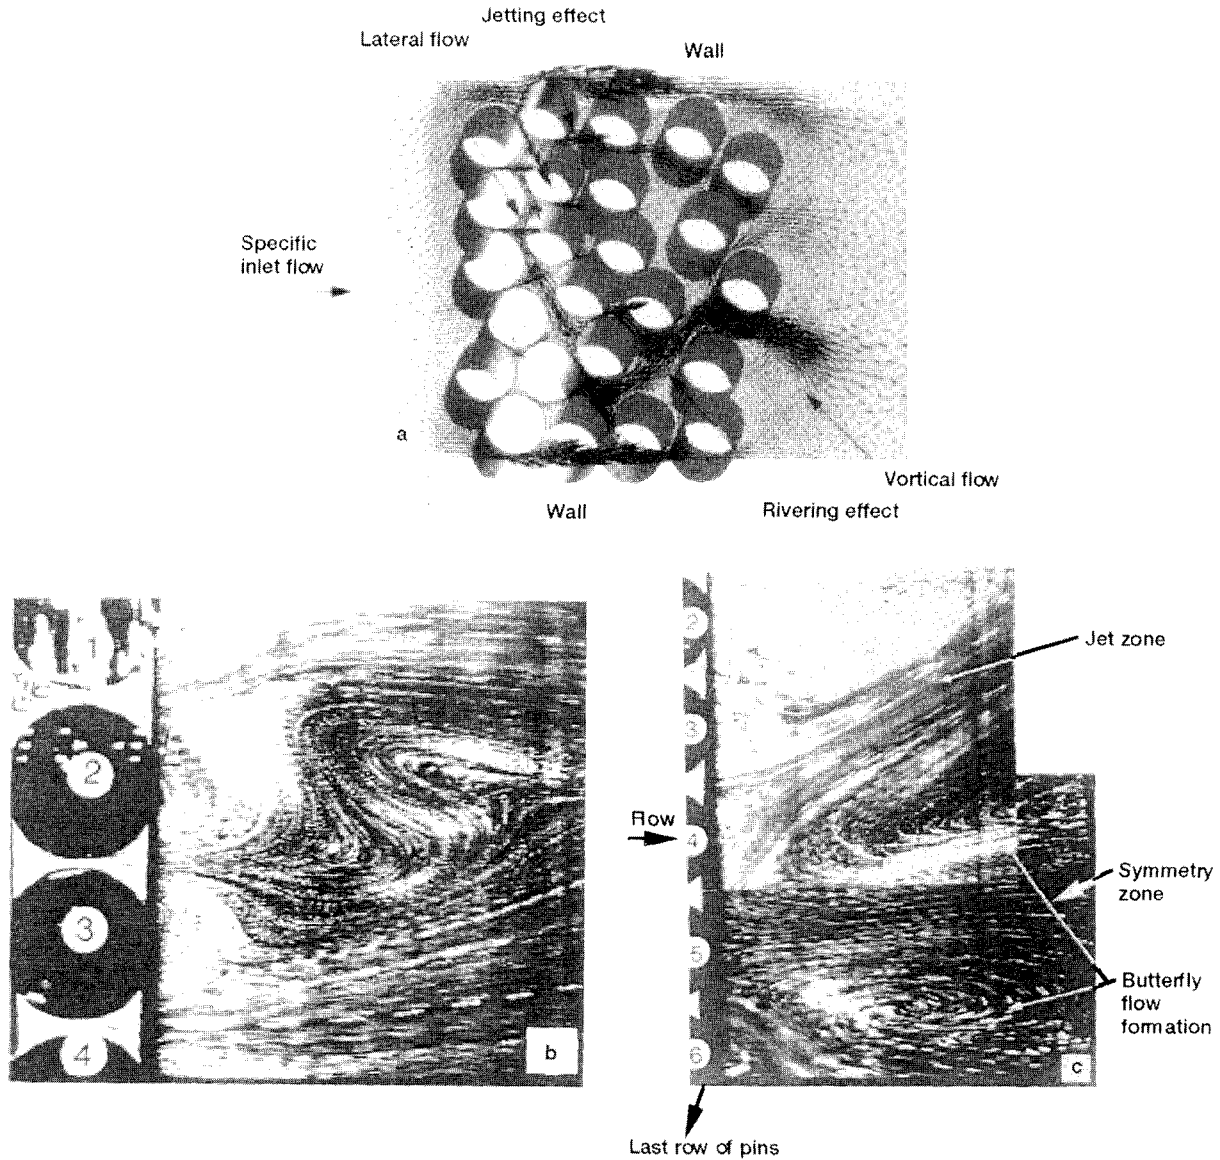 Jetting effect
Lateral flow
Wall
Specific
inlet flow
a
Vortical flow
Wall
Rivering effect
1
2
3
4
b
2
3
4
5
6
c
Jet zone
Row
Symmetry
zone
Butterfly
flow
formation
Last row of pins